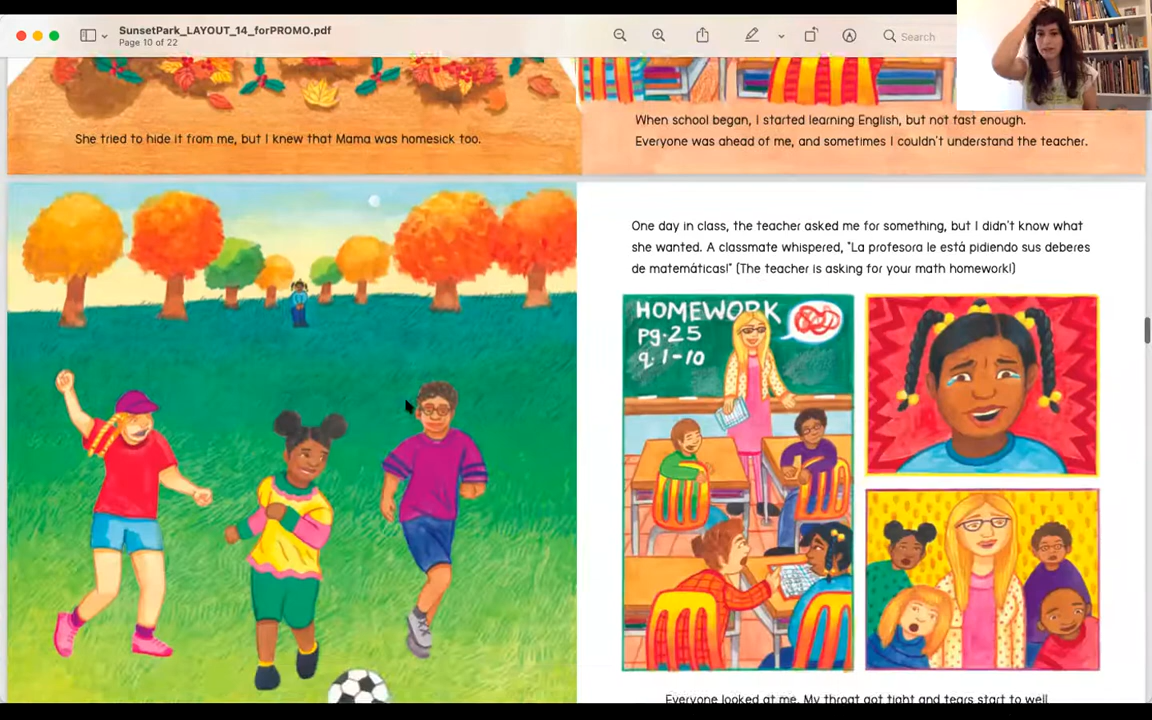 SunsetPark_LAYOUT_14_forPROMO.pdf
Page 10 of 22
Search
She tried to hide it from me, but I knew that Mama was homesick too.
When school began, I started learning English, but not fast enough.
Everyone was ahead of me, and sometimes I couldn't understand the teacher.
One day in class, the teacher asked me for something, but I didn't know what
she wanted. A classmate whispered, "La profesora le está pidiendo sus deberes
de matemáticas!" (The teacher is asking for your math homework!)
HOMEWORK
pg.25
q. 1-10
Everyone looked at me. My throat got tight and tears start to well